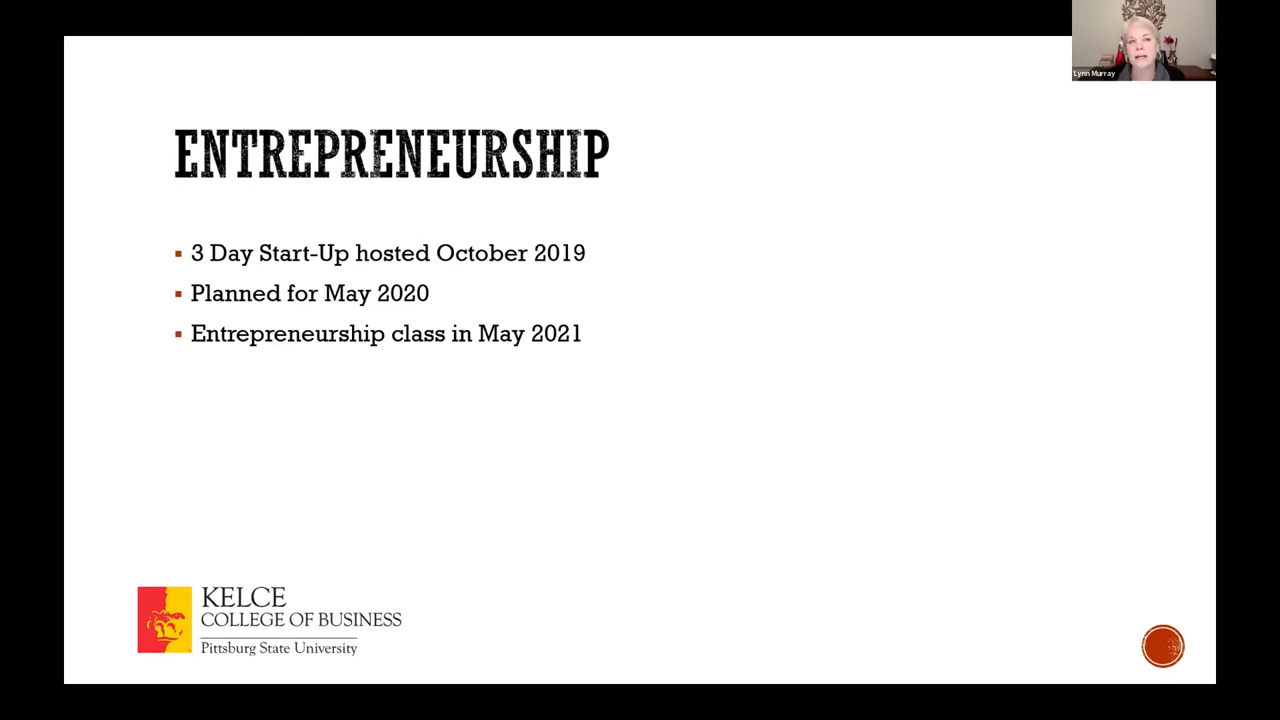 Lynn Murray
ENTREPRENEURSHIP
▪ 3 Day Start-Up hosted October 2019
▪ Planned for May 2020
▪ Entrepreneurship class in May 2021
KELCE
COLLEGE OF BUSINESS
Pittsburg State University